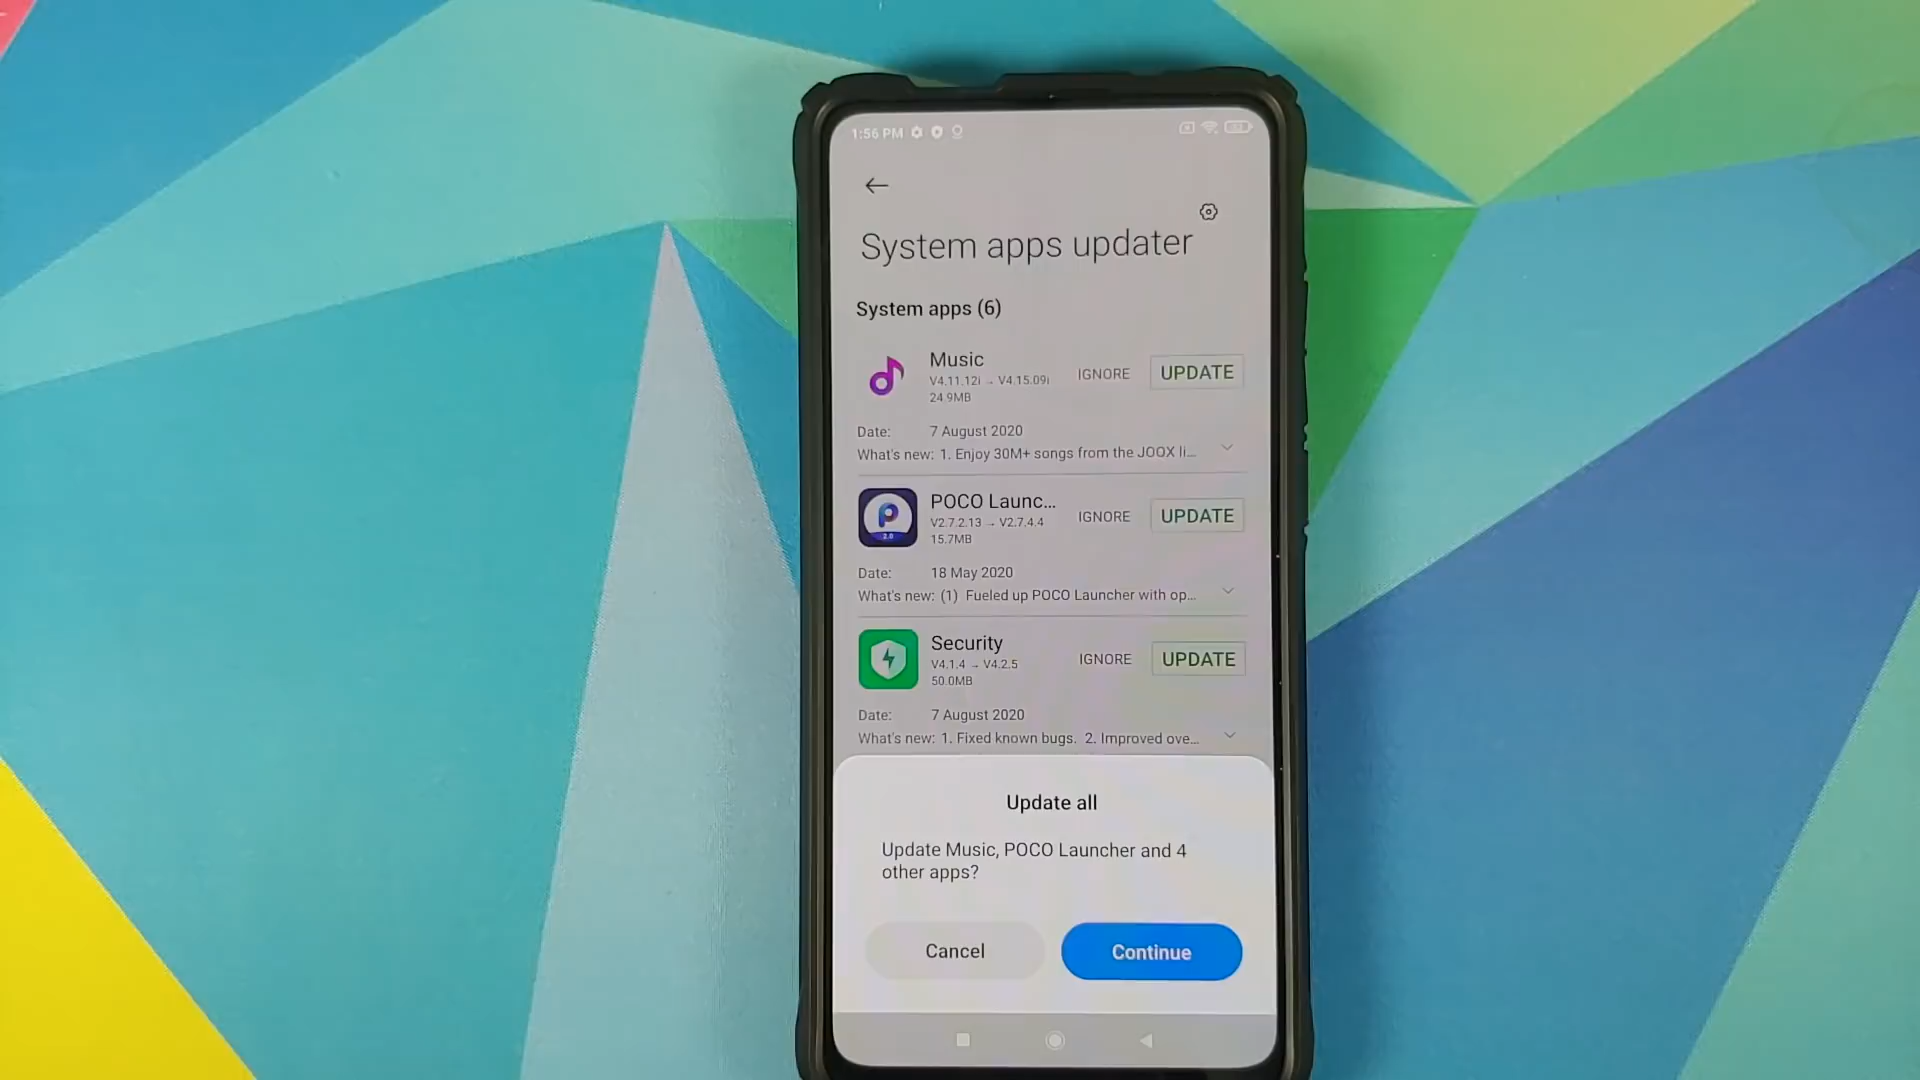 1:56 PM
System apps updater
System apps (6)
Music
V4.11.12i → V4.15.09i
24.9MB
IGNORE
UPDATE
Date: 7 August 2020
What's new: 1. Enjoy 30M+ songs from the JOOX li...
POCO Launc...
V2.7.2.13 → V2.7.4.4
15.7MB
IGNORE
UPDATE
2.0
Date: 18 May 2020
What's new: (1) Fueled up POCO Launcher with op...
Security
V4.1.4 → V4.2.5
50.0MB
IGNORE
UPDATE
Date: 7 August 2020
What's new: 1. Fixed known bugs. 2. Improved ove...
Update all
Update Music, POCO Launcher and 4
other apps?
Cancel
Continue